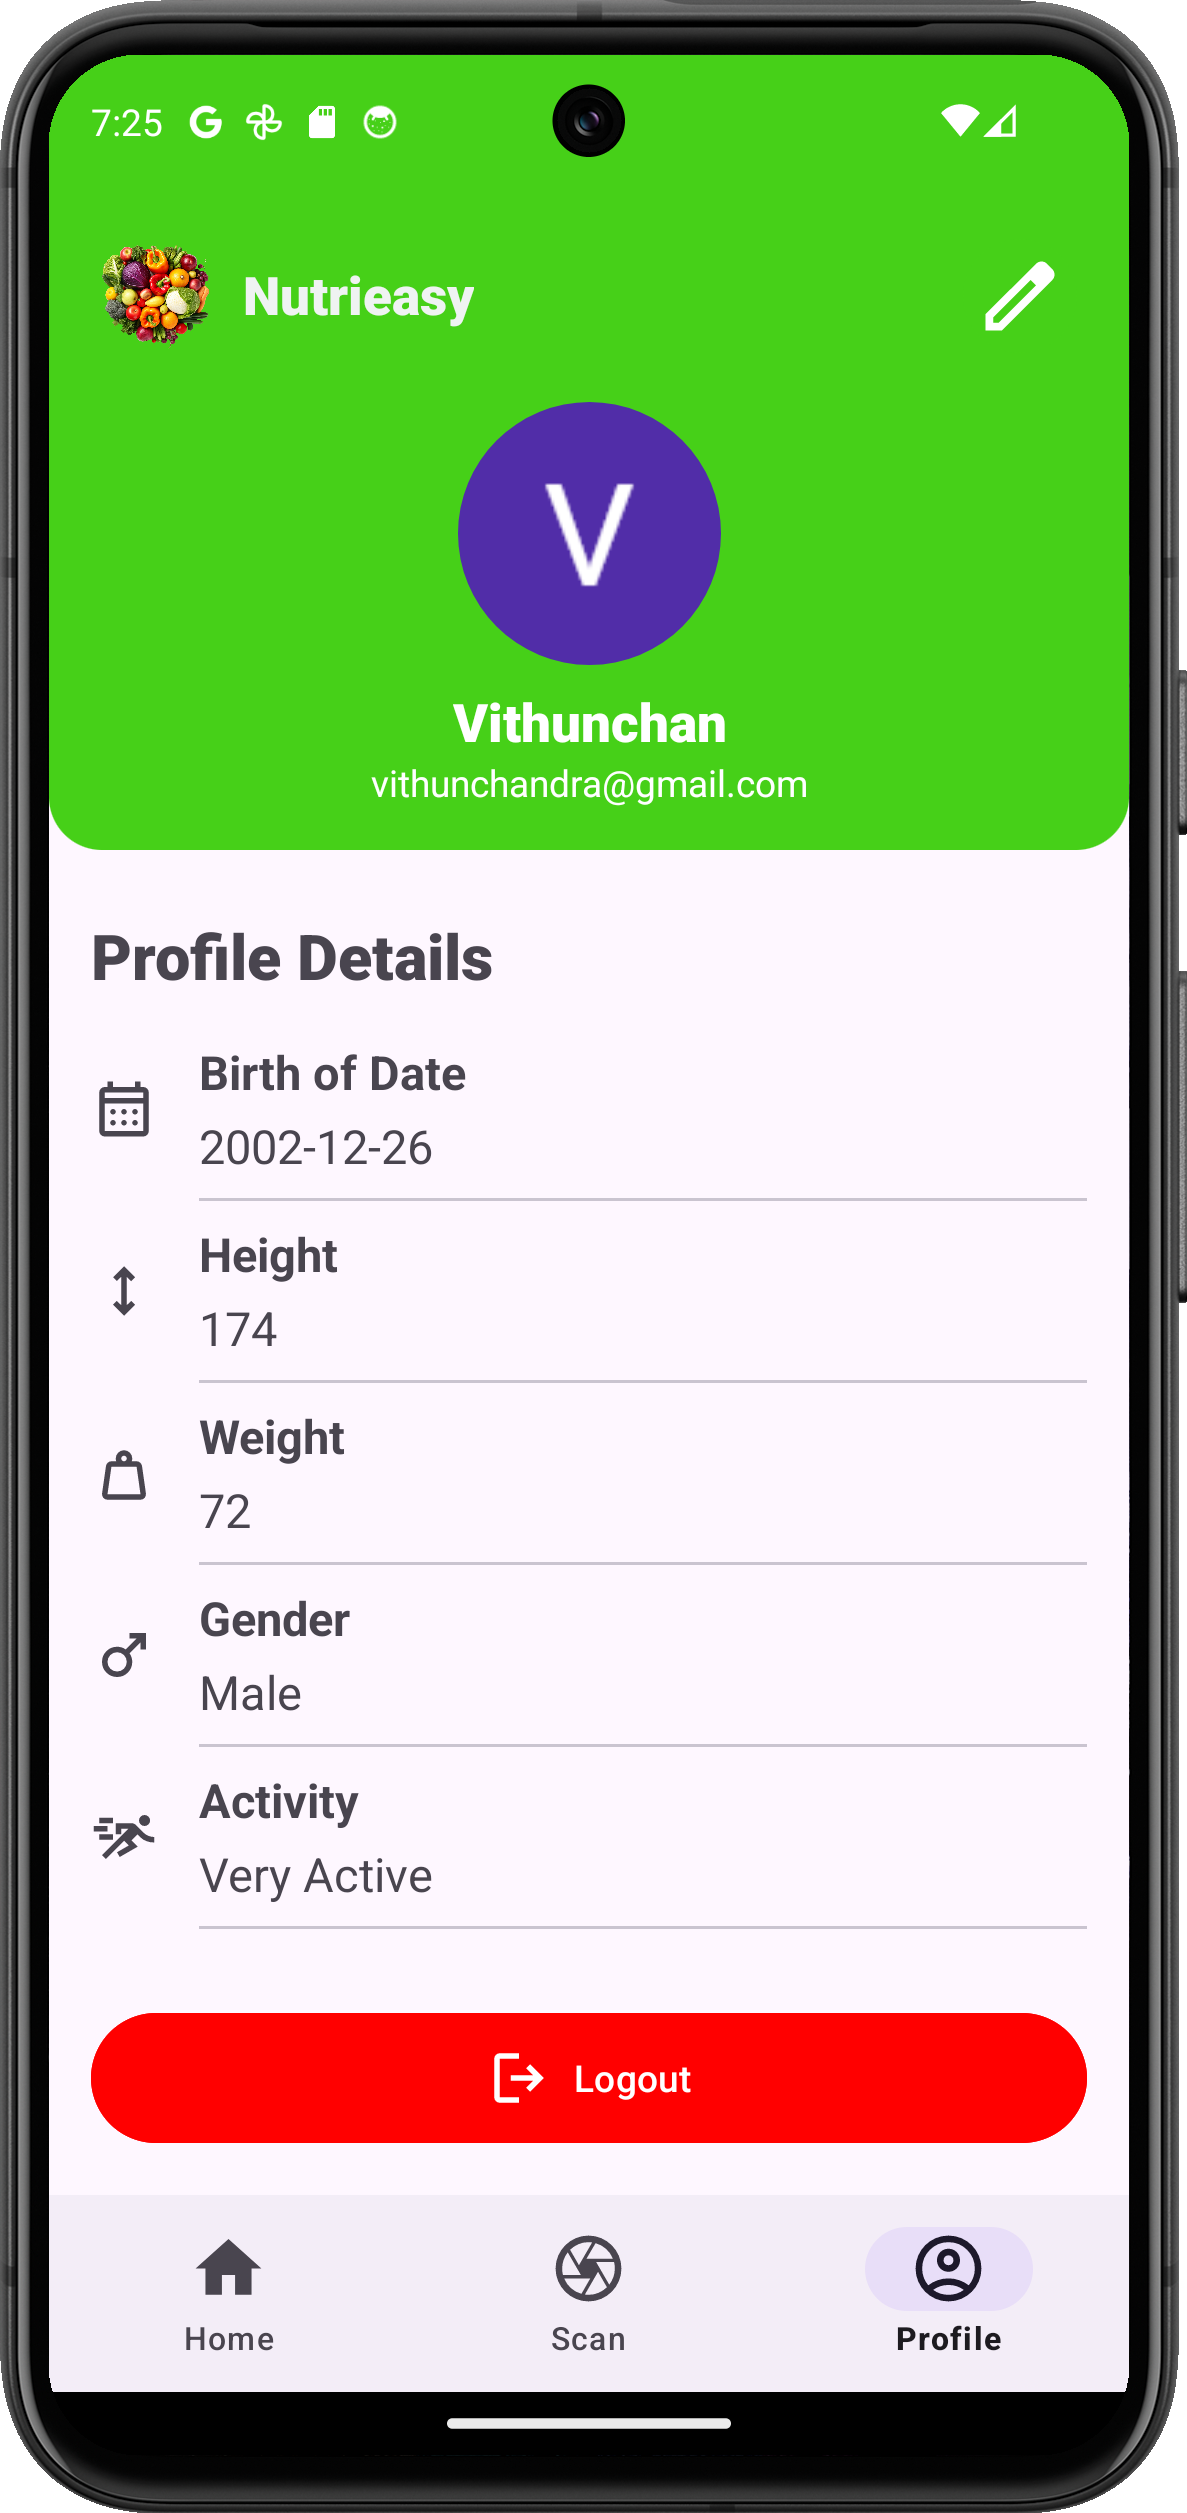 7:25
Nutrieasy
V
Vithunchan
vithunchandra@gmail.com
Profile Details
Birth of Date
2002-12-26
Height
174
Weight
72
Gender
Male
Activity
Very Active
Logout
Home
Scan
Profile